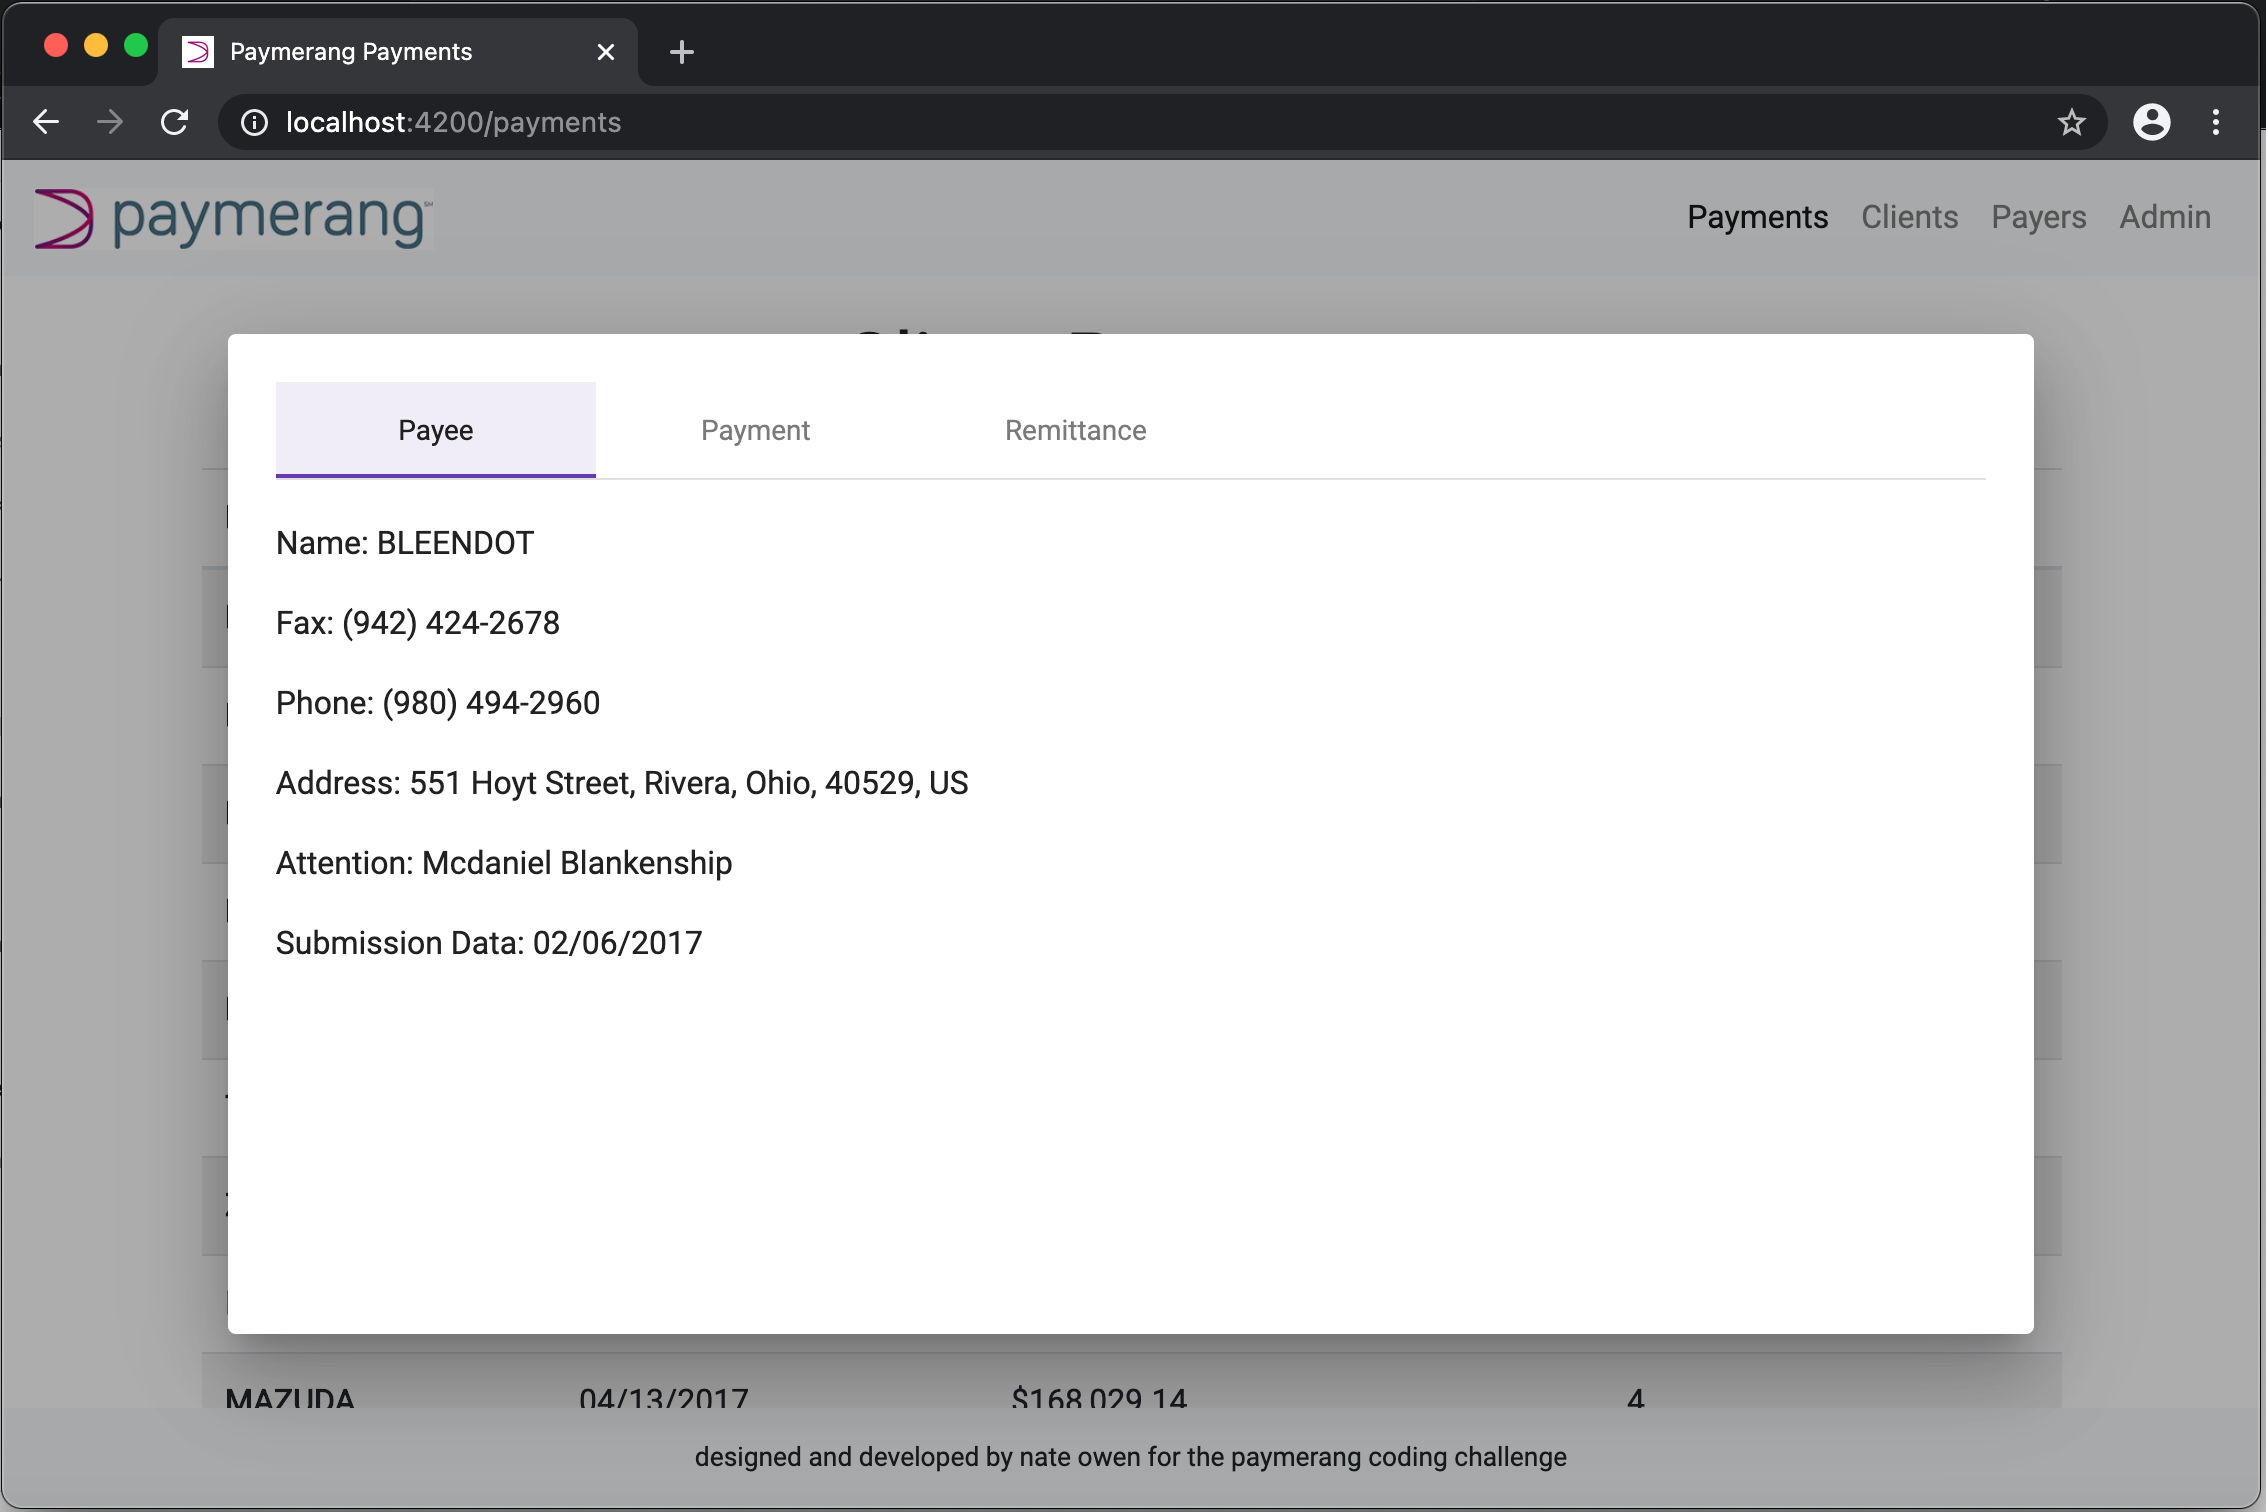 Paymerang Payments
localhost:4200/payments
paymerang℠
Payments Clients Payers Admin
Payee Payment Remittance
Name: BLEENDOT
Fax: (942) 424-2678
Phone: (980) 494-2960
Address: 551 Hoyt Street, Rivera, Ohio, 40529, US
Attention: Mcdaniel Blankenship
Submission Data: 02/06/2017
MAZUDA 04/13/2017 $168,029.14 4
designed and developed by nate owen for the paymerang coding challenge